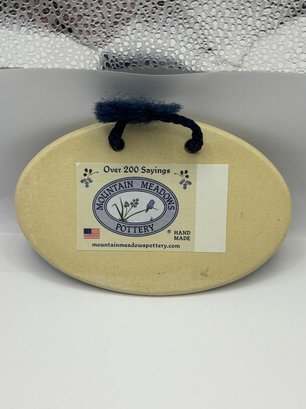 Over 200 Sayings
MOUNTAIN MEADOWS
POTTERY
® HAND
MADE
mountainmeadowspottery.com